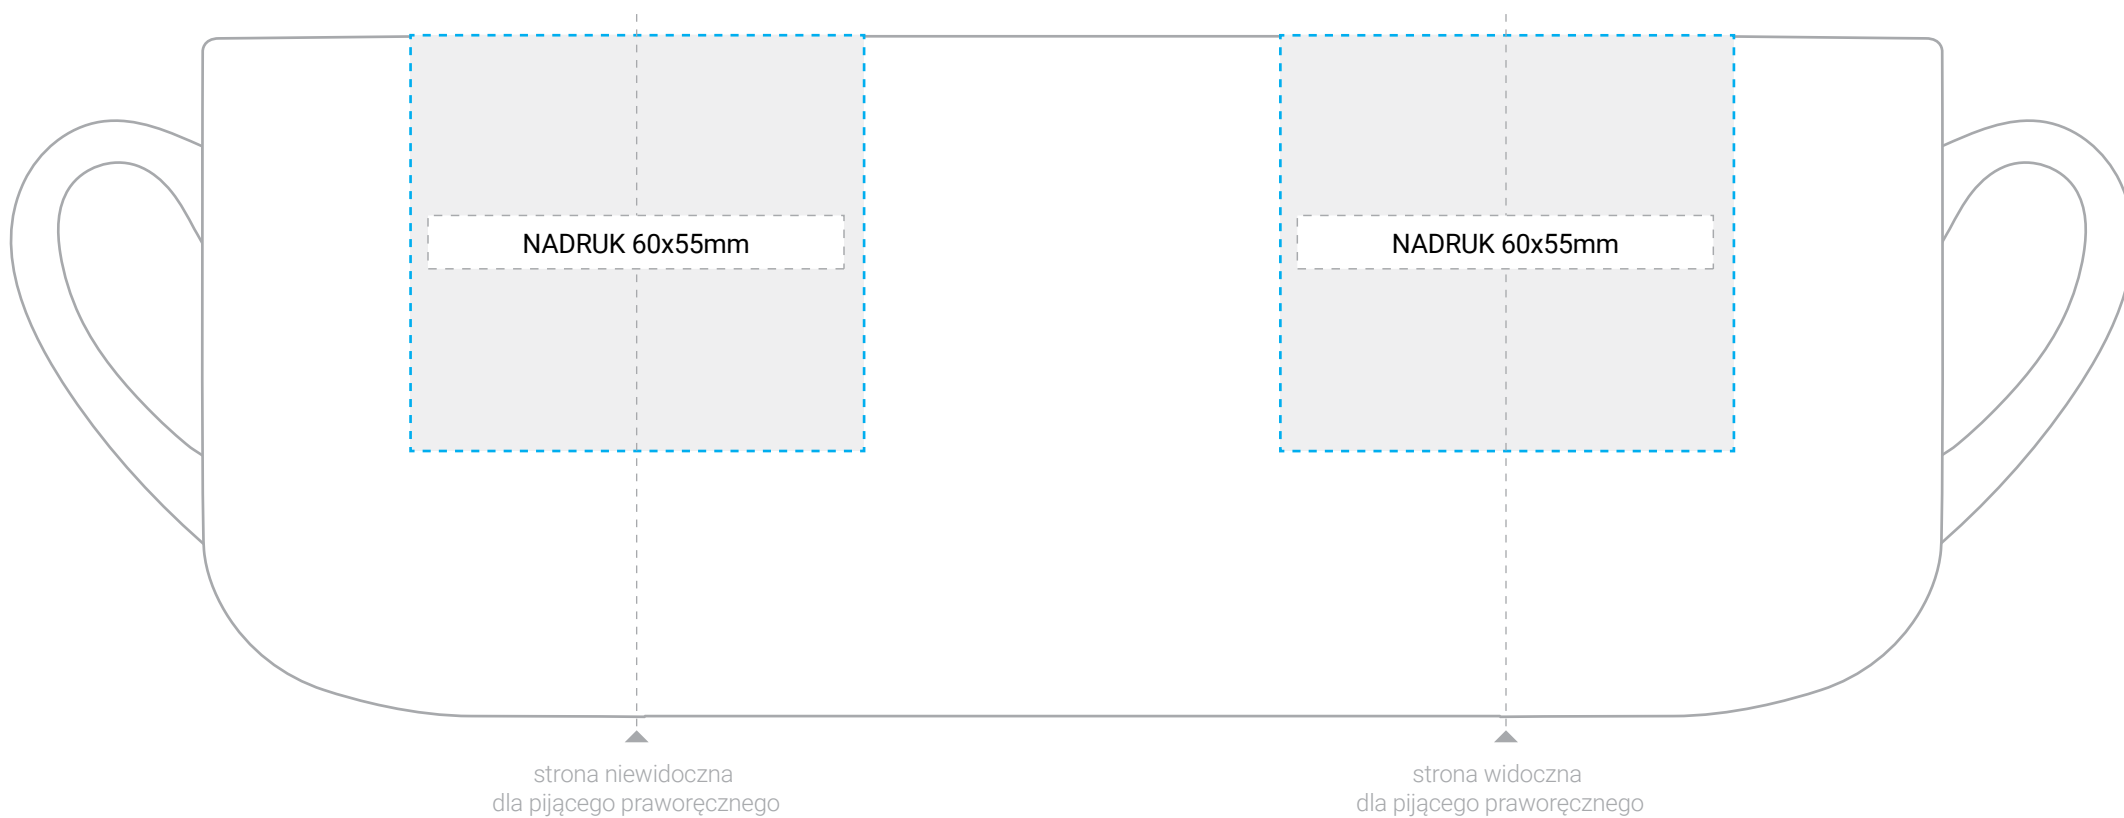 NADRUK 60x55mm
NADRUK 60x55mm
strona niewidoczna
dla pijącego praworęcznego
strona widoczna
dla pijącego praworęcznego